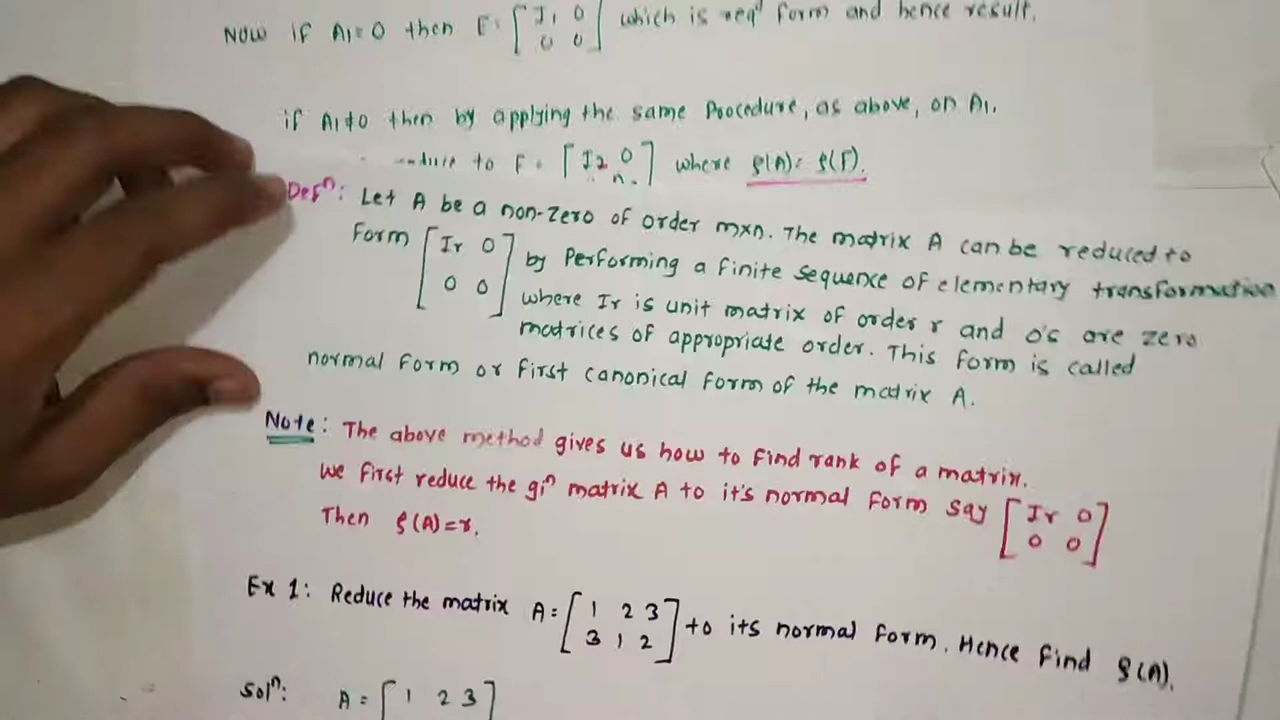 Now if A1=0 then F= [I1 0 which is reqd form and hence result.
0 0]
if A1≠0 then by applying the same Procedure, as above, on A1.
to F = [I2 0 where ρ(A)= ρ(F).
Defn: Let A be a non-zero of order mxn. The matrix A can be reduced to
Form [Ir 0 by Performing a finite sequence of elementary transformation
0 0] where Ir is unit matrix of order r and 0's are zero
matrices of appropriate order. This form is called
normal form or first canonical form of the matrix A.
Note: The above method gives us how to find rank of a matrix.
We first reduce the gin matrix A to it's normal form say [Ir 0
0 0]
Then ρ(A)=r.
Ex 1: Reduce the matrix A= [1 2 3 to its normal form. Hence find ρ(A).
3 1 2]
Soln: A = [1 2 3]